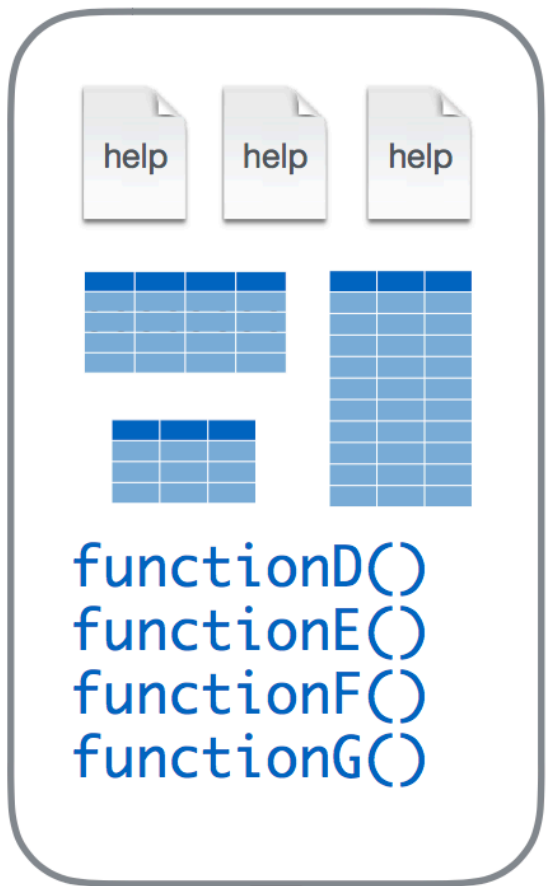 help help help
functionD()
functionE()
functionF()
functionG()